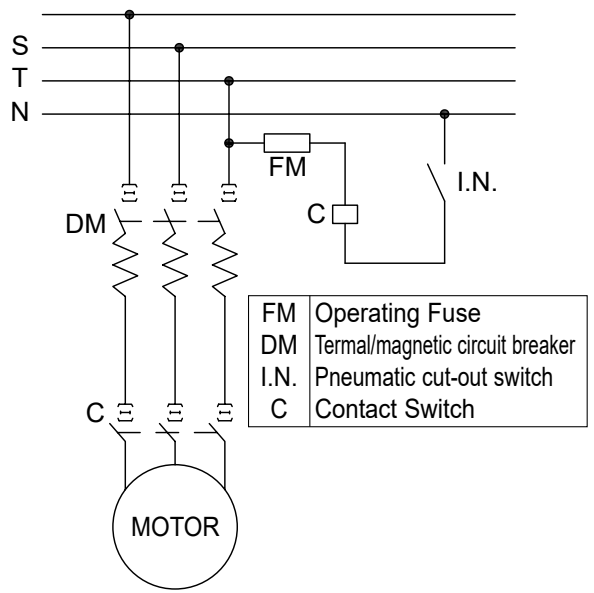 S
T
N
FM
I.N.
C
DM
FM Operating Fuse
DM Termal/magnetic circuit breaker
I.N. Pneumatic cut-out switch
C Contact Switch
C
MOTOR